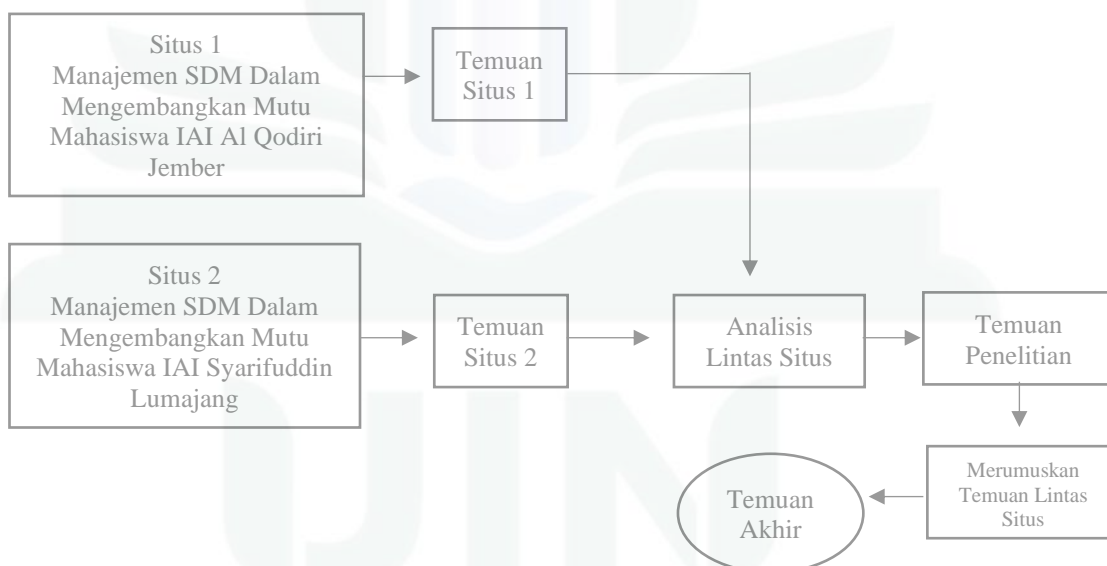 Situs 1
Manajemen SDM Dalam
Mengembangkan Mutu
Mahasiswa IAI Al Qodiri
Jember
Temuan
Situs 1
Situs 2
Manajemen SDM Dalam
Mengembangkan Mutu
Mahasiswa IAI Syarifuddin
Lumajang
Temuan
Situs 2
Analisis
Lintas Situs
Temuan
Penelitian
Merumuskan
Temuan Lintas
Situs
Temuan
Akhir
UIN